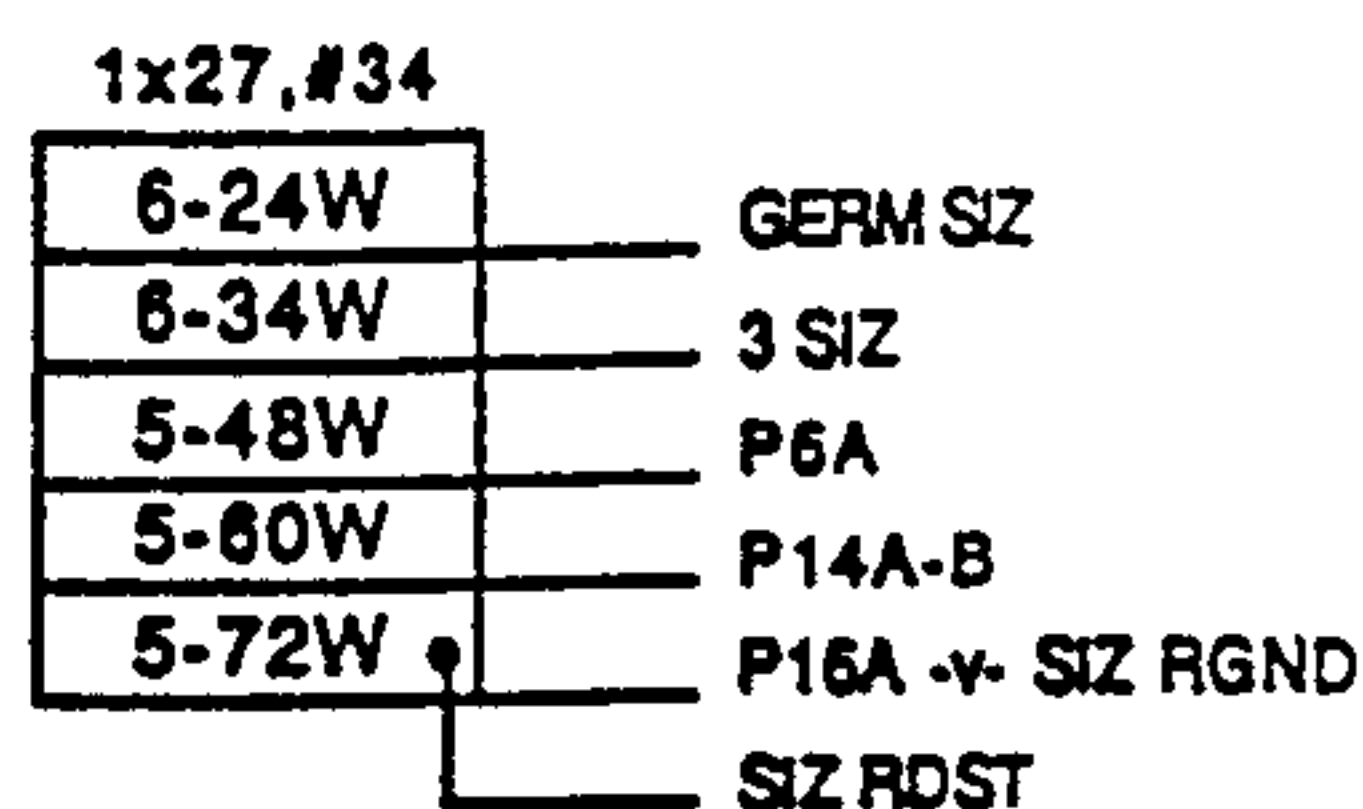 1x27,#34
6-24W
GERM SIZ
6-34W
3 SIZ
5-48W
P6A
5-60W
P14A-B
5-72W
P16A -v- SIZ RGND
SIZ RDST